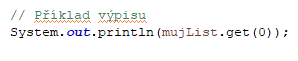 // Příklad výpisu
System.out.println(mujList.get(0));